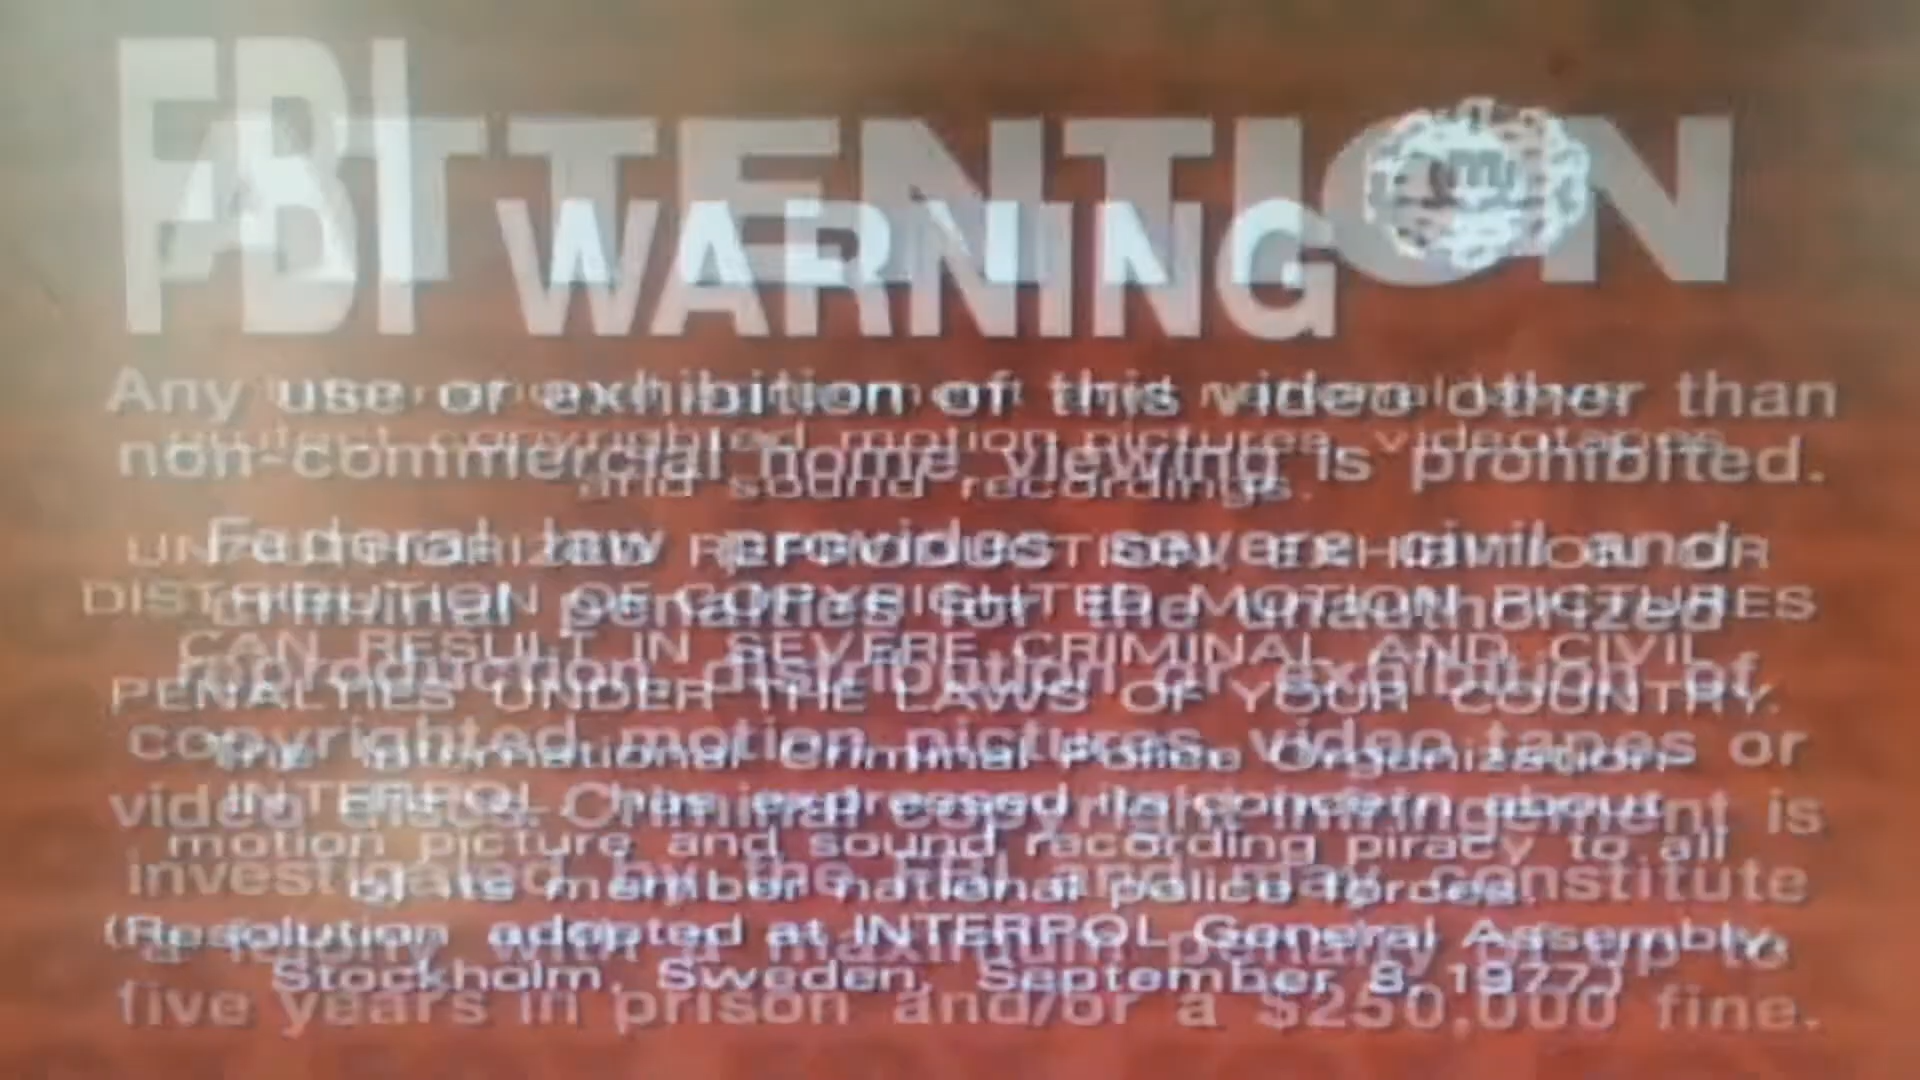 FBI WARNING
Any use or exhibition of this video other than
non-commercial home viewing is prohibited.
Federal law provides severe civil and
criminal penalties for the unauthorized
reproduction, distribution or exhibition of
copyrighted motion pictures, video tapes or
video discs. Criminal copyright infringement is
investigated by the FBI and may constitute
a felony with a maximum penalty of up to
five years in prison and/or a $250,000 fine.
ATTENTION
and national laws
protect copyrighted motion pictures, videotapes
and sound recordings.
UNAUTHORIZED REPRODUCTION, EXHIBITION OR
DISTRIBUTION OF COPYRIGHTED MOTION PICTURES
CAN RESULT IN SEVERE CRIMINAL AND CIVIL
PENALTIES UNDER THE LAWS OF YOUR COUNTRY.
The International Criminal Police Organization
INTERPOL, has expressed its concern about
motion picture and sound recording piracy to all
of its member national police forces.
(Resolution adopted at INTERPOL General Assembly,
Stockholm, Sweden, September 8, 1977.)